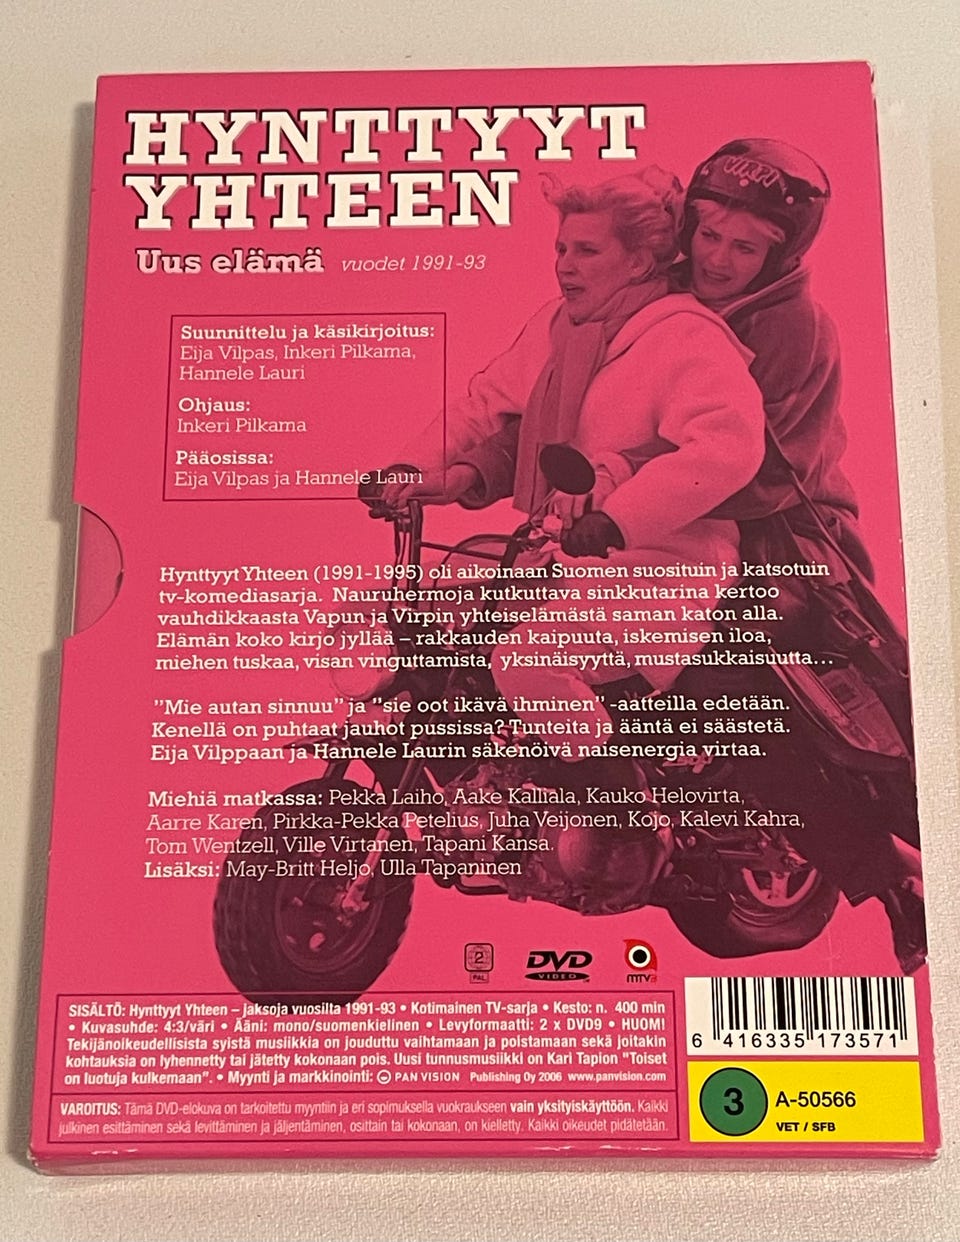 HYNTTYYT
YHTEEN
VIRPI
Uus elämä vuodet 1991-93
Suunnittelu ja käsikirjoitus:
Eija Vilpas, Inkeri Pilkama,
Hannele Lauri
Ohjaus:
Inkeri Pilkama
Pääosissa:
Eija Vilpas ja Hannele Lauri
Hynttyyt Yhteen (1991-1995) oli aikoinaan Suomen suosituin ja katsotuin
tv-komediasarja. Nauruhermoja kutkuttava sinkkutarina kertoo
vauhdikkaasta Vapun ja Virpin yhteiselämästä saman katon alla.
Elämän koko kirjo jyllää – rakkauden kaipuuta, iskemisen iloa,
miehen tuskaa, visan vinguttamista, yksinäisyyttä, mustasukkaisuutta...
"Mie autan sinnuu" ja "sie oot ikävä ihminen" -aatteilla edetään.
Kenellä on puhtaat jauhot pussissa? Tunteita ja ääntä ei säästetä.
Eija Vilppaan ja Hannele Laurin säkenöivä naisenergia virtaa.
Miehiä matkassa: Pekka Laiho, Aake Kalliala, Kauko Helovirta,
Aarre Karen, Pirkka-Pekka Petelius, Juha Veijonen, Kojo, Kalevi Kahra,
Tom Wentzell, Ville Virtanen, Tapani Kansa.
Lisäksi: May-Britt Heljo, Ulla Tapaninen
2
PAL
DVD
VIDEO
mtv3
SISÄLTÖ: Hynttyyt Yhteen – jaksoja vuosilta 1991-93 • Kotimainen TV-sarja • Kesto: n. 400 min
• Kuvasuhde: 4:3/väri • Ääni: mono/suomenkielinen • Levyformaatti: 2 x DVD9 • HUOM!
Tekijänoikeudellisista syistä musiikkia on jouduttu vaihtamaan ja poistamaan sekä joitakin
kohtauksia on lyhennetty tai jätetty kokonaan pois. Uusi tunnusmusiikki on Kari Tapion "Toiset
on luotuja kulkemaan". • Myynti ja markkinointi: PAN VISION Publishing Oy 2006 www.panvision.com
VAROITUS: Tämä DVD-elokuva on tarkoitettu myyntiin ja eri sopimuksella vuokraukseen vain yksityiskäyttöön. Kaikki
julkinen esittäminen sekä levittäminen ja jäljentäminen, osittain tai kokonaan, on kielletty. Kaikki oikeudet pidätetään.
6 416335 173571
3 A-50566
VET / SFB